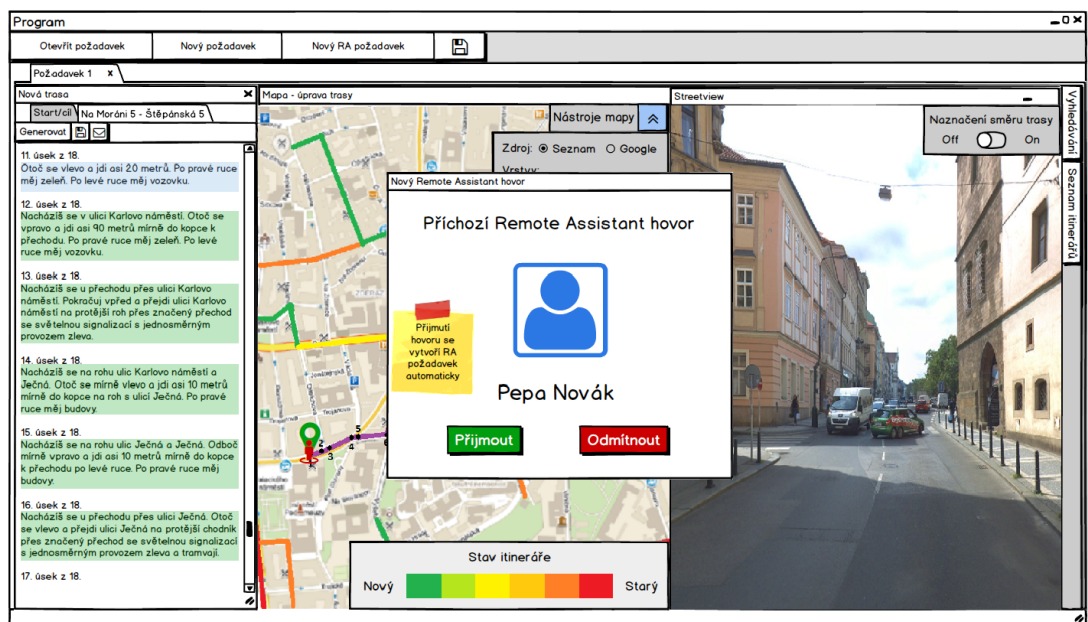 Program
Otevřít požadavek
Nový požadavek
Nový RA požadavek
Požadavek 1 x
Nová trasa
Start/cíl
Na Moráni 5 - Štěpánská 5
Generovat
11. úsek z 18.
Otoč se vlevo a jdi asi 20 metrů. Po pravé ruce
měj zeleň. Po levé ruce měj vozovku.
12. úsek z 18.
Nacházíš se v ulici Karlovo náměstí. Otoč se
vpravo a jdi asi 90 metrů mírně do kopce k
přechodu. Po pravé ruce měj zeleň. Po levé
ruce měj vozovku.
13. úsek z 18.
Nacházíš se u přechodu přes ulici Karlovo
náměstí. Pokračuj vpřed a přejdi ulici Karlovo
náměstí na protější roh přes značený přechod
se světelnou signalizací s jednosměrným
provozem zleva.
14. úsek z 18.
Nacházíš se na rohu ulic Karlovo náměstí a
Ječná. Otoč se mírně vlevo a jdi asi 10 metrů
mírně do kopce na roh s ulicí Ječná. Po pravé
ruce měj budovy.
15. úsek z 18.
Nacházíš se na rohu ulic Ječná a Ječná. Odboč
mírně vpravo a jdi asi 10 metrů mírně do kopce
k přechodu po levé ruce. Po pravé ruce měj
budovy.
16. úsek z 18.
Nacházíš se u přechodu přes ulici Ječná. Otoč
se vlevo a přejdi ulici Ječná na protější chodník
přes značený přechod se světelnou signalizací
s jednosměrným provozem zleva a tramvají.
17. úsek z 18.
Mapa - úprava trasy
Nástroje mapy
Zdroj: Seznam Google
Vrstvy:
Nový Remote Assistant hovor
Příchozí Remote Assistant hovor
Přijmutí
hovoru se
vytvoří RA
požadavek
automaticky
Pepa Novák
Přijmout
Odmítnout
2
3
4
5
Stav itineráře
Nový
Starý
Streetview
Naznačení směru trasy
Off On
Vyhledávání
Seznam itinerářů